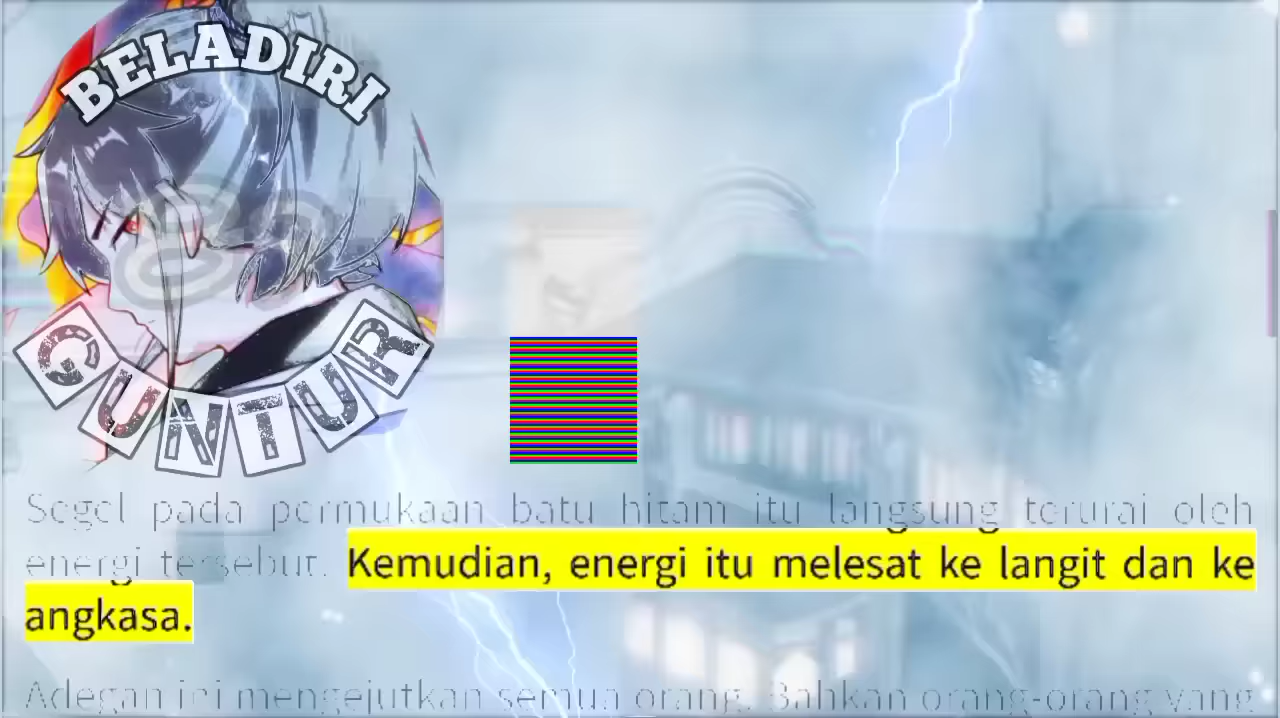 BELADIRI
GUNTUR
Segel pada permukaan batu hitam itu langsung terurai oleh
energi tersebut. Kemudian, energi itu melesat ke langit dan ke
angkasa.
Adegan ini mengejutkan semua orang. Bahkan orang-orang yang